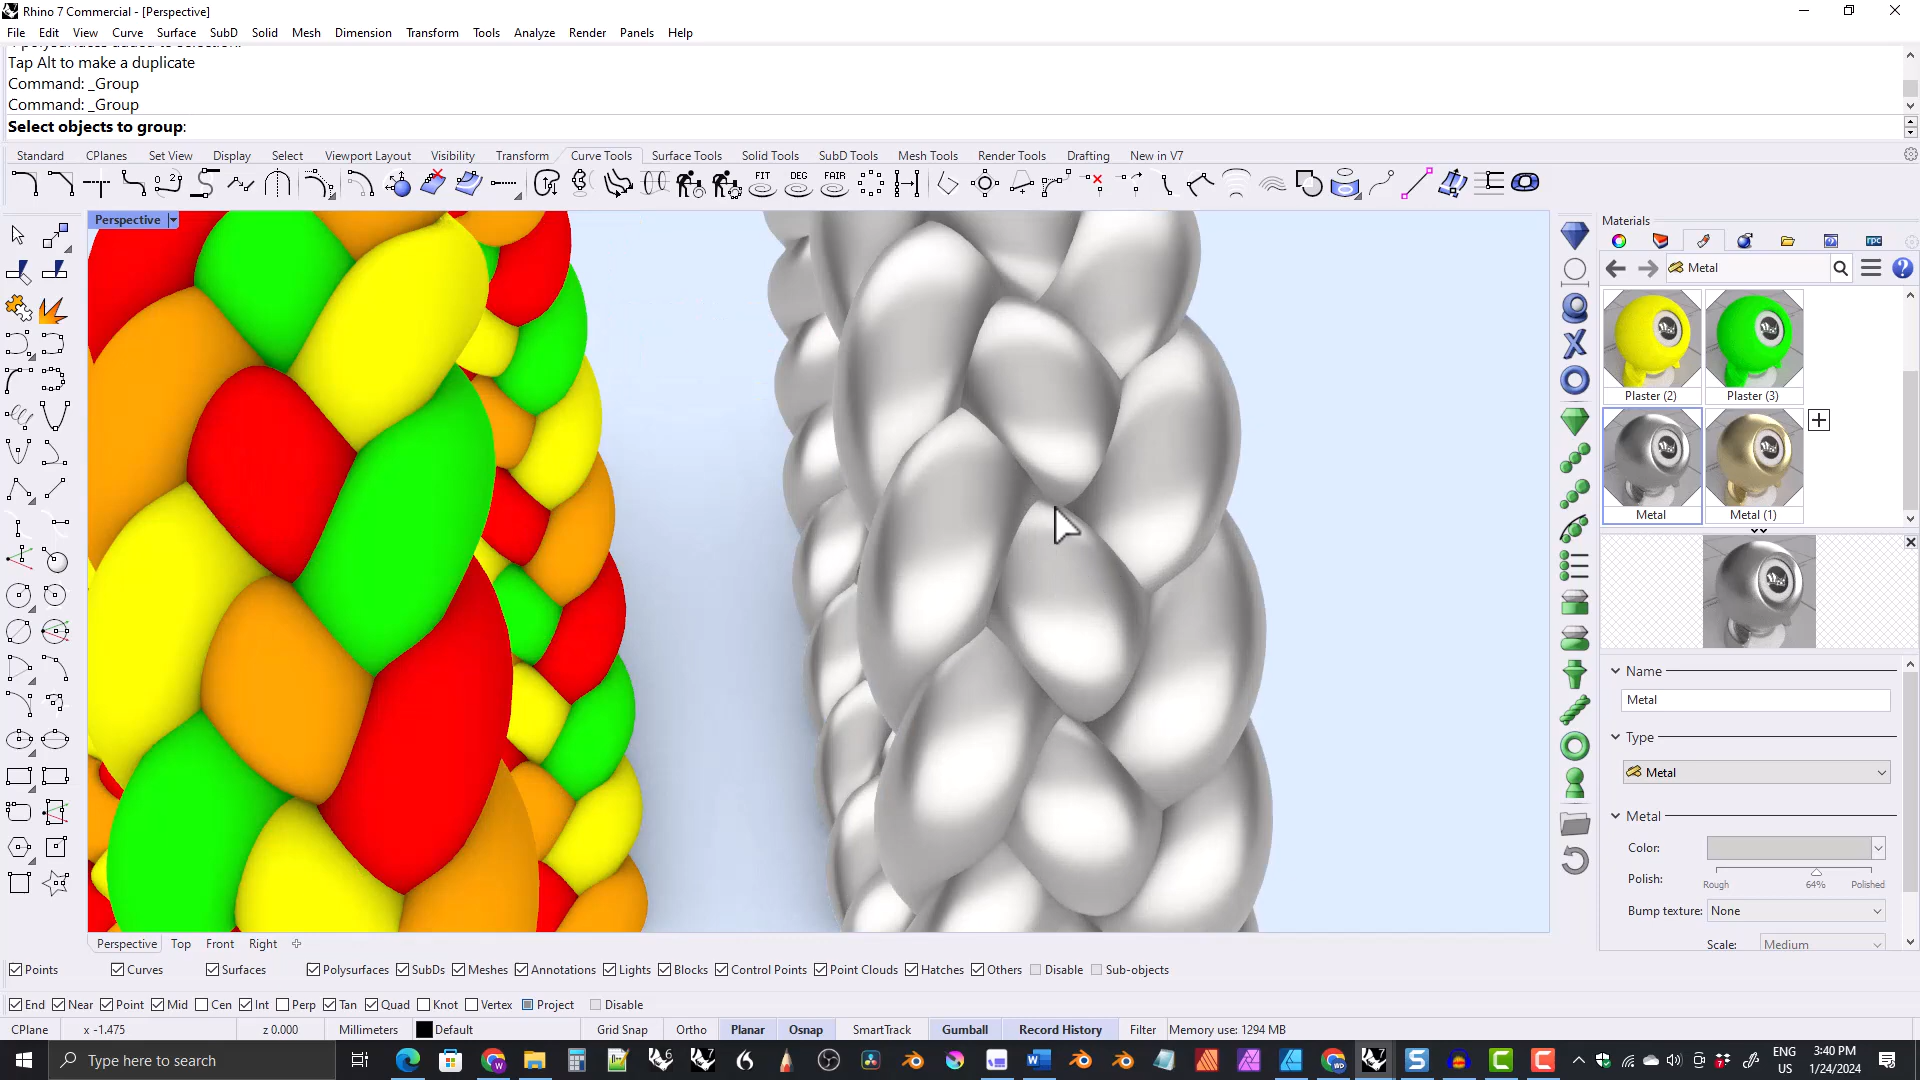 Rhino 7 Commercial - [Perspective]
File Edit View Curve Surface SubD Solid Mesh Dimension Transform Tools Analyze Render Panels Help
Tap Alt to make a duplicate
Command: _Group
Command: _Group
Select objects to group:
Standard CPlanes Set View Display Select Viewport Layout Visibility Transform Curve Tools Surface Tools Solid Tools SubD Tools Mesh Tools Render Tools Drafting New in V7
FIT DEG FAIR
Perspective
Materials
rpc
Metal
Plaster (2) Plaster (3)
Metal Metal (1)
Name
Metal
Type
Metal
Metal
Color:
Polish:
Rough 64% Polished
Bump texture: None
Scale: Medium
Perspective Top Front Right
Points Curves Surfaces Polysurfaces SubDs Meshes Annotations Lights Blocks Control Points Point Clouds Hatches Others Disable Sub-objects
End Near Point Mid Cen Int Perp Tan Quad Knot Vertex Project Disable
CPlane x -1.475 z 0.000 Millimeters Default Grid Snap Ortho Planar Osnap SmartTrack Gumball Record History Filter Memory use: 1294 MB
Type here to search
ENG
US
3:40 PM
1/24/2024